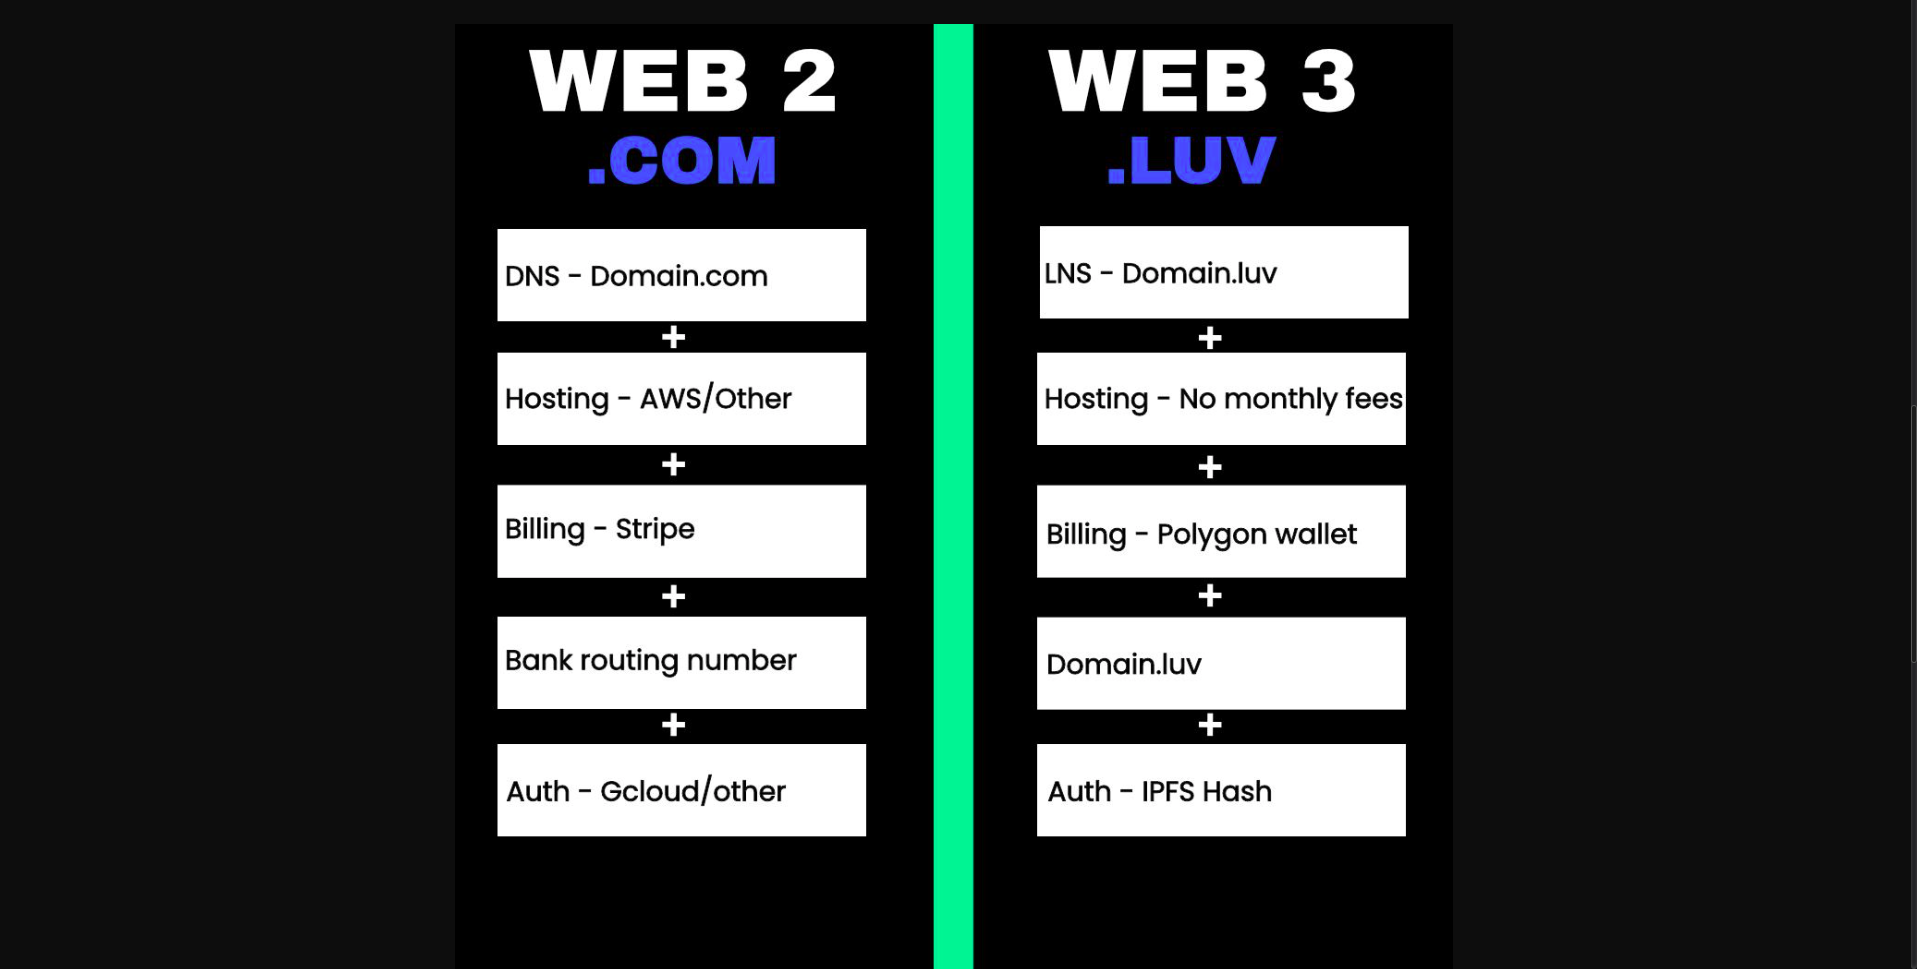 WEB 2
.COM
DNS - Domain.com
+
Hosting - AWS/Other
+
Billing - Stripe
+
Bank routing number
+
Auth - Gcloud/other
WEB 3
.LUV
LNS - Domain.luv
+
Hosting - No monthly fees
+
Billing - Polygon wallet
+
Domain.luv
+
Auth - IPFS Hash